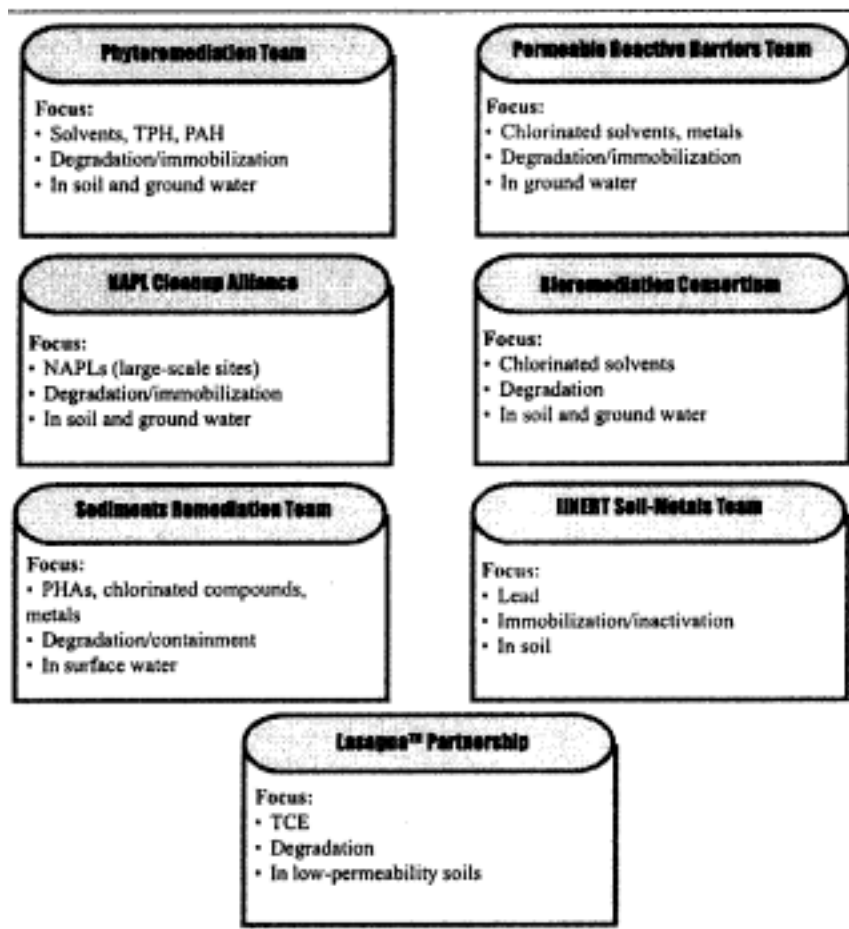 Phytoremediation Team
Focus:
• Solvents, TPH, PAH
• Degradation/immobilization
• In soil and ground water
Permeable Reactive Barriers Team
Focus:
• Chlorinated solvents, metals
• Degradation/immobilization
• In ground water
NAPL Cleanup Alliance
Focus:
• NAPLs (large-scale sites)
• Degradation/immobilization
• In soil and ground water
Bioremediation Consortium
Focus:
• Chlorinated solvents
• Degradation
• In soil and ground water
Sediments Remediation Team
Focus:
• PHAs, chlorinated compounds,
metals
• Degradation/containment
• In surface water
IINERT Soil-Metals Team
Focus:
• Lead
• Immobilization/inactivation
• In soil
Lasagna™ Partnership
Focus:
• TCE
• Degradation
• In low-permeability soils